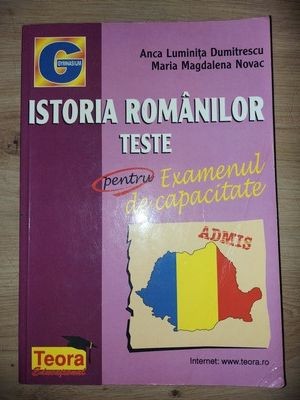 G
GYMNASIUM
Anca Luminița Dumitrescu
Maria Magdalena Novac
ISTORIA ROMÂNILOR
TESTE
pentru Examenul
de capacitate
ADMIS
Teora
Internet: www.teora.ro